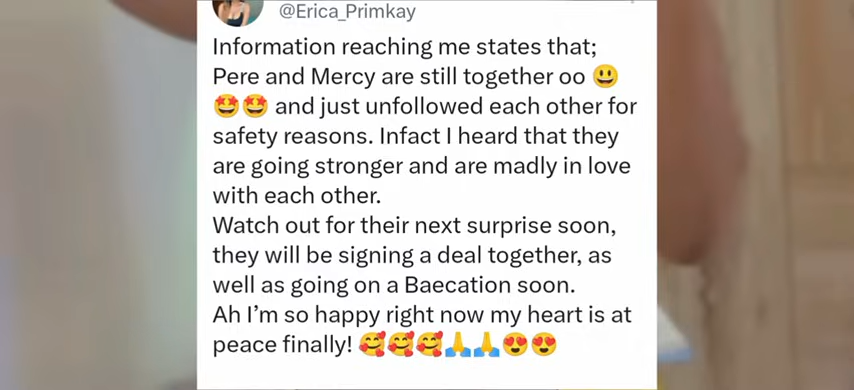 @Erica_Primkay
Information reaching me states that;
Pere and Mercy are still together oo 😃
🤩🤩 and just unfollowed each other for
safety reasons. Infact I heard that they
are going stronger and are madly in love
with each other.
Watch out for their next surprise soon,
they will be signing a deal together, as
well as going on a Baecation soon.
Ah I'm so happy right now my heart is at
peace finally! 🥰🥰🥰🙏🙏😍😍